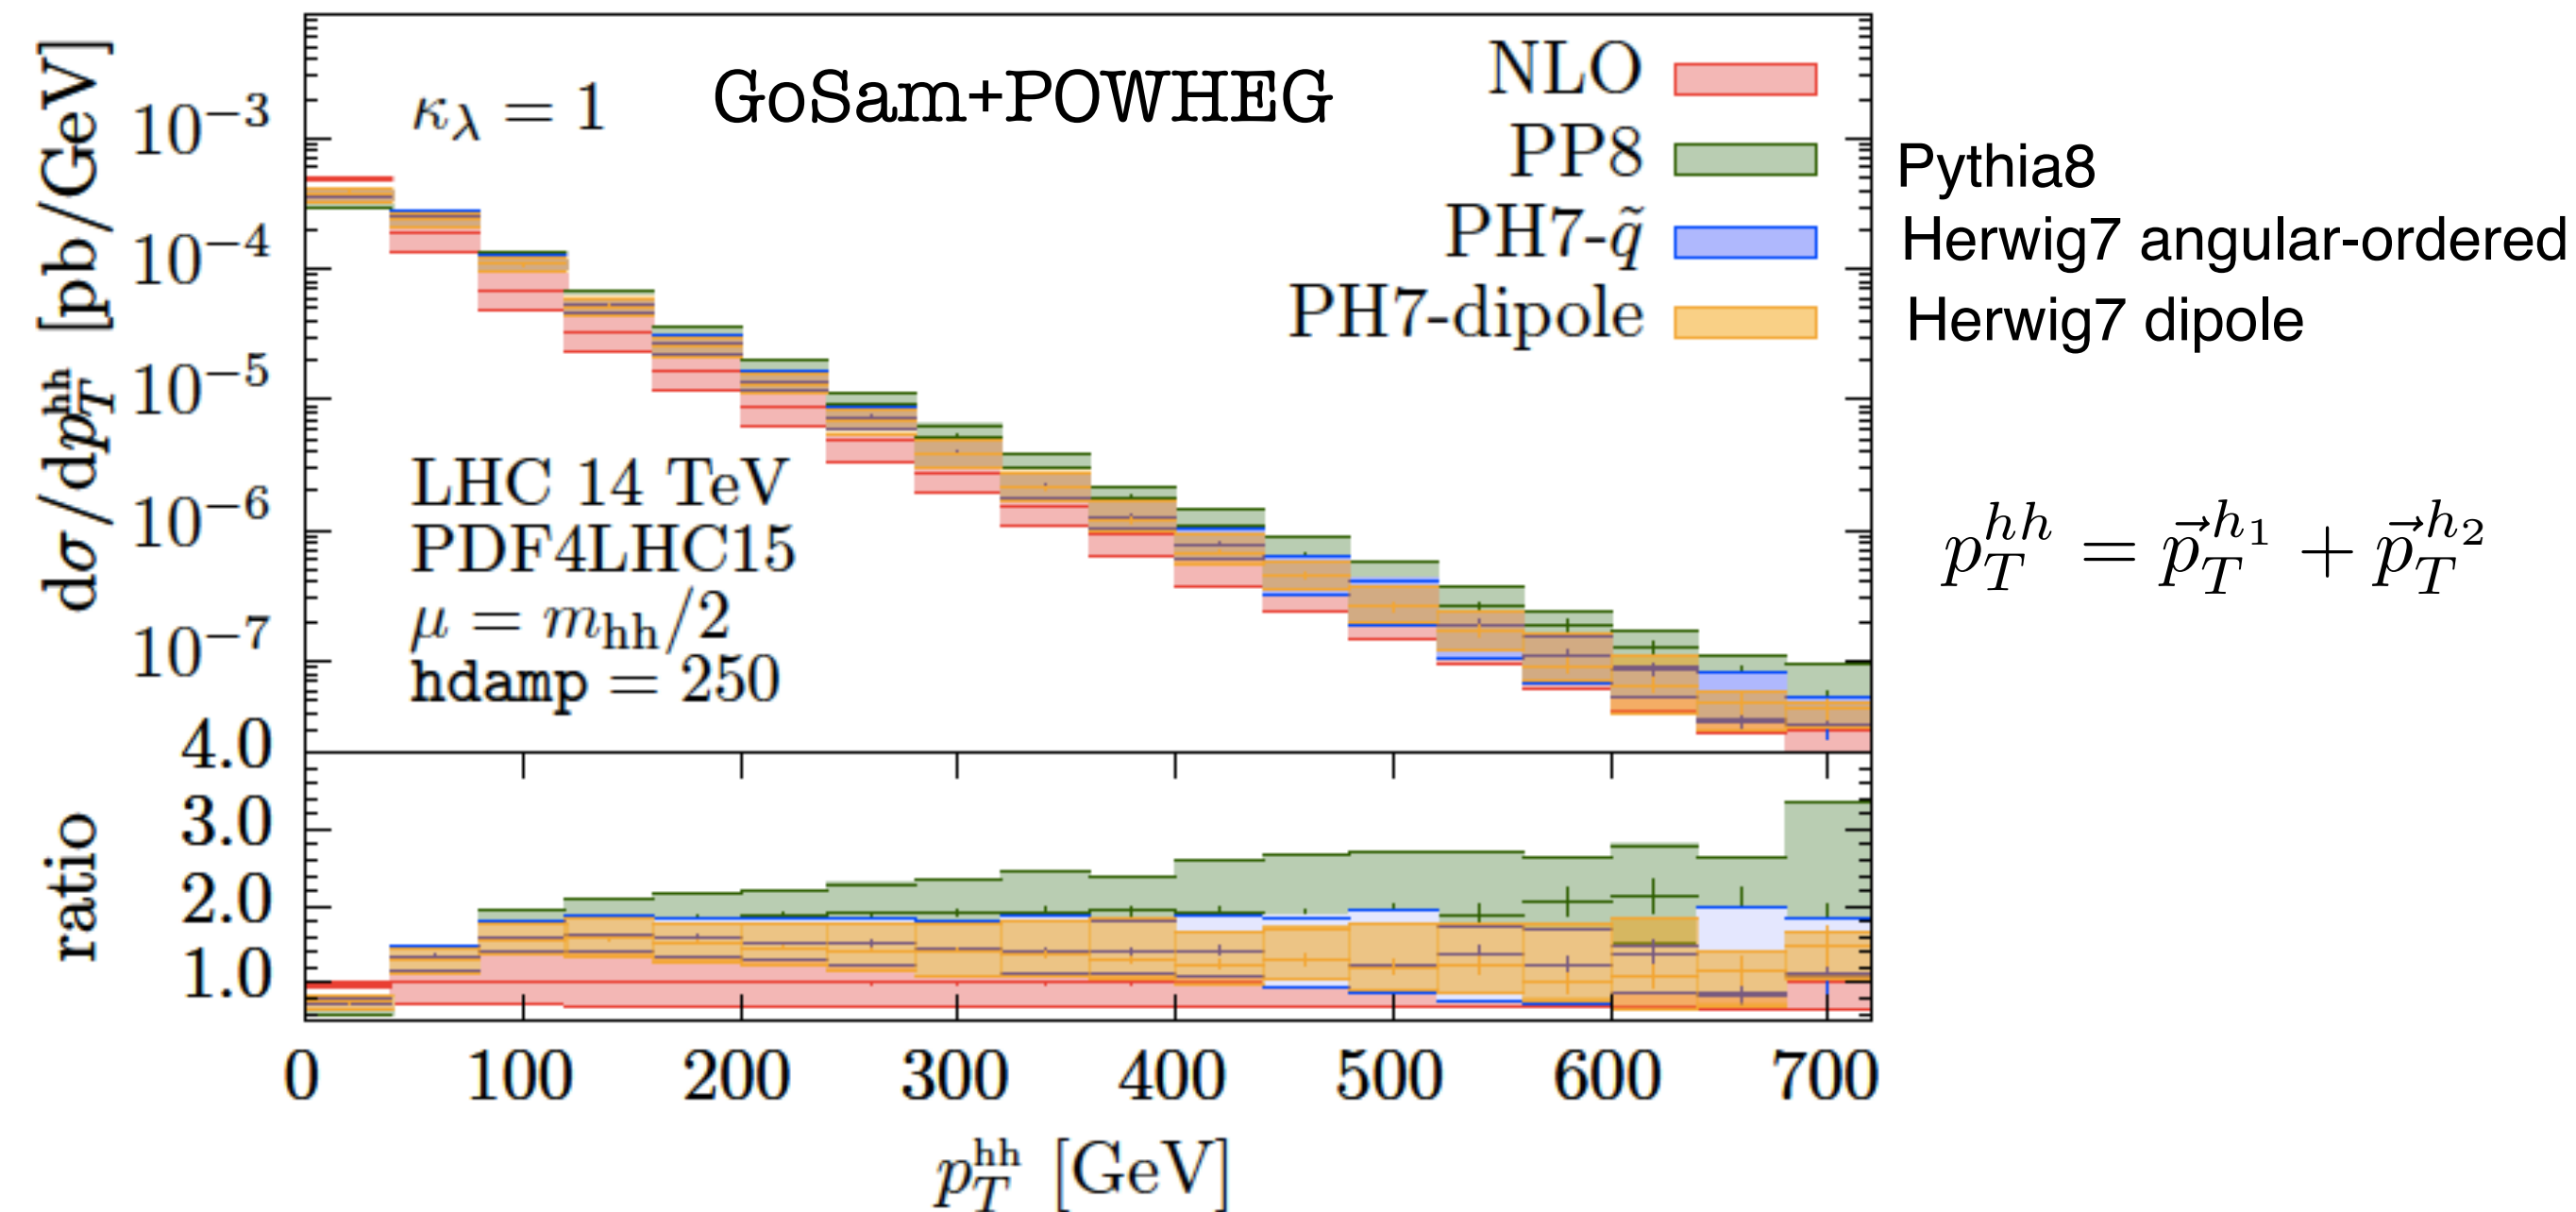 κ_λ = 1
GoSam+POWHEG
NLO
PP8
PH7-q̃
PH7-dipole
Pythia8
Herwig7 angular-ordered
Herwig7 dipole
dσ/dp_T^hh [pb/GeV]
10⁻³
10⁻⁴
10⁻⁵
10⁻⁶
10⁻⁷
LHC 14 TeV
PDF4LHC15
μ = m_hh/2
hdamp = 250
p_T^hh = p⃗_T^h₁ + p⃗_T^h₂
ratio
4.0
3.0
2.0
1.0
0 100 200 300 400 500 600 700
p_T^hh [GeV]